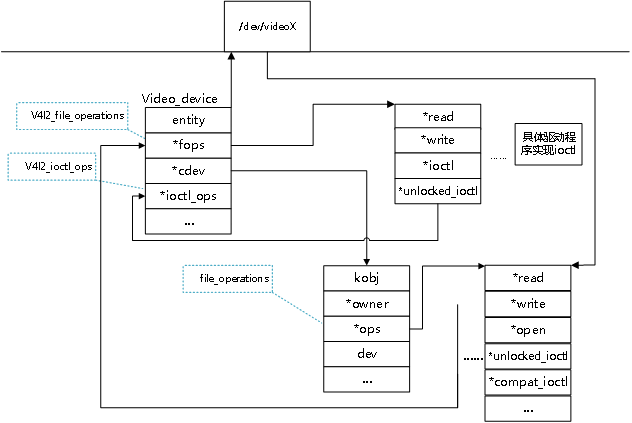 /dev/videoX
Video_device
V4l2_file_operations
V4l2_ioctl_ops
entity
*fops
*cdev
*ioctl_ops
...
*read
*write
*ioctl
*unlocked_ioctl
......
具体驱动程
序实现ioctl
file_operations
kobj
*owner
*ops
dev
...
......
*read
*write
*open
*unlocked_ioctl
*compat_ioctl
...